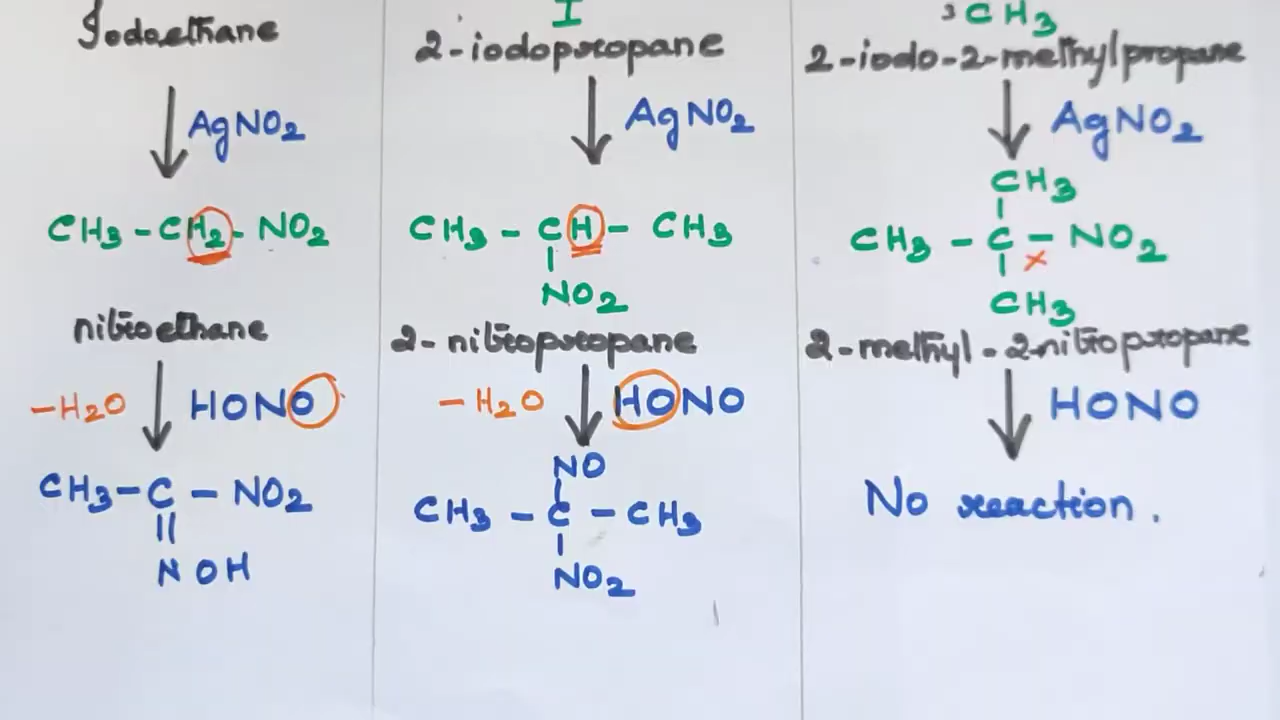 Iodoethane
↓ AgNO2
CH3 - CH2 - NO2
nitroethane
-H2O ↓ HONO
CH3 - C - NO2
||
NOH
I
2-iodopropane
↓ AgNO2
CH3 - CH - CH3
|
NO2
2-nitropropane
-H2O ↓ HONO
NO
|
CH3 - C - CH3
|
NO2
3 CH3
2-iodo-2-methylpropane
↓ AgNO2
CH3
|
CH3 - C - NO2
| x
CH3
2-methyl-2nitropropane
↓ HONO
No reaction.